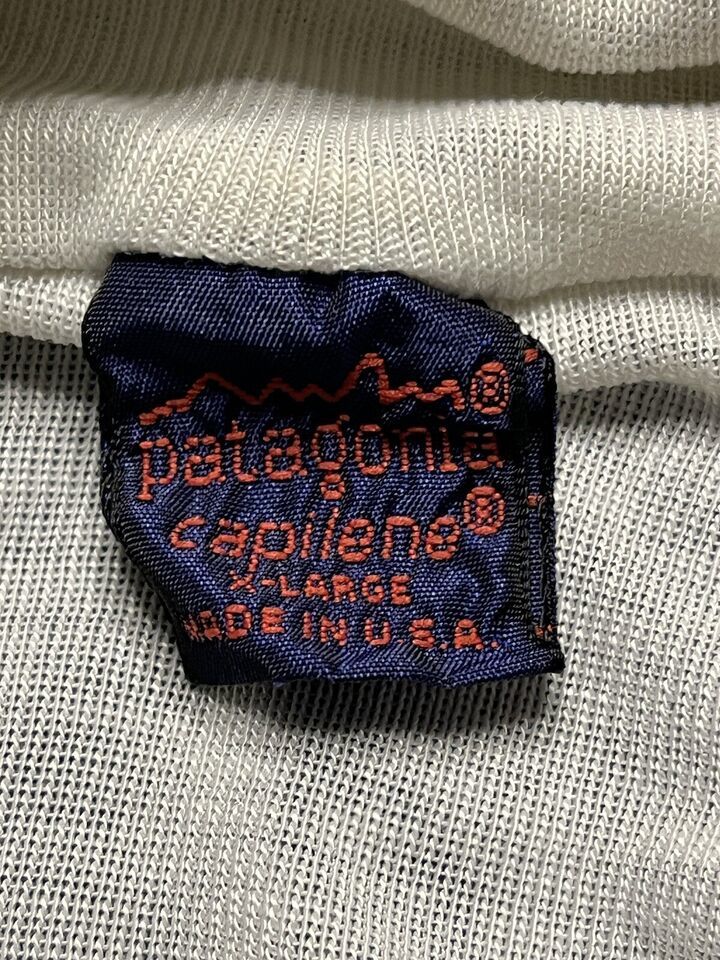 ®
patagonia
capilene®
X-LARGE
MADE IN U.S.A.